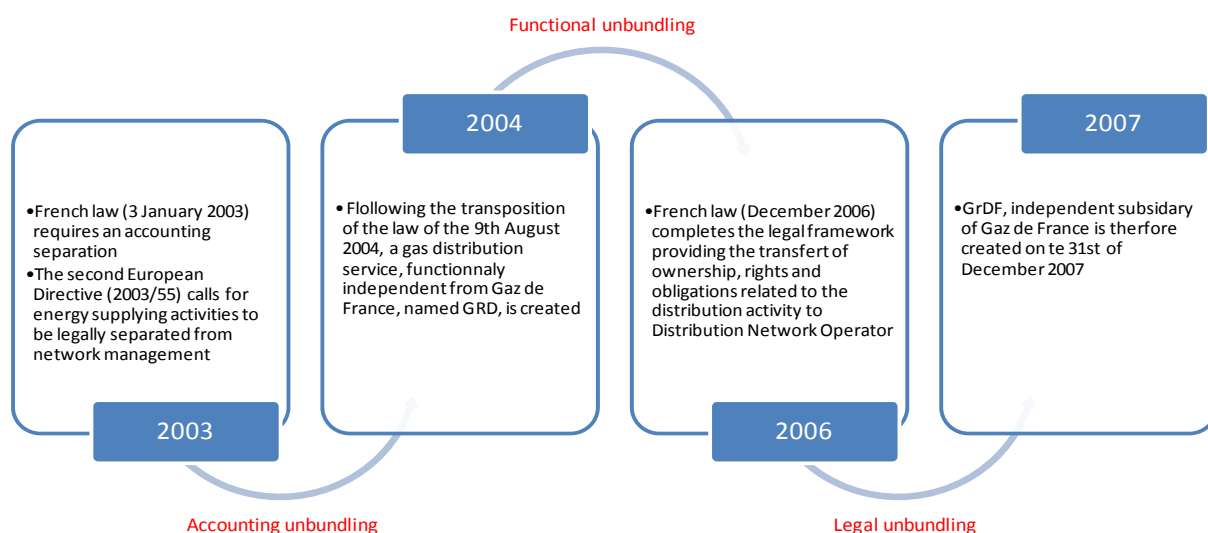 Functional unbundling
2003
•French law (3 January 2003)
requires an accounting
separation
•The second European
Directive (2003/55) calls for
energy supplying activities to
be legally separated from
network management
Accounting unbundling
2004
• Flollowing the transposition
of the law of the 9th August
2004, a gas distribution
service, functionnaly
independent from Gaz de
France, named GRD, is created
•French law (December 2006)
completes the legal framework
providing the transfert of
ownership, rights and
obligations related to the
distribution activity to
Distribution Network Operator
2006
Legal unbundling
2007
•GrDF, independent subsidary
of Gaz de France is therfore
created on te 31st of
December 2007